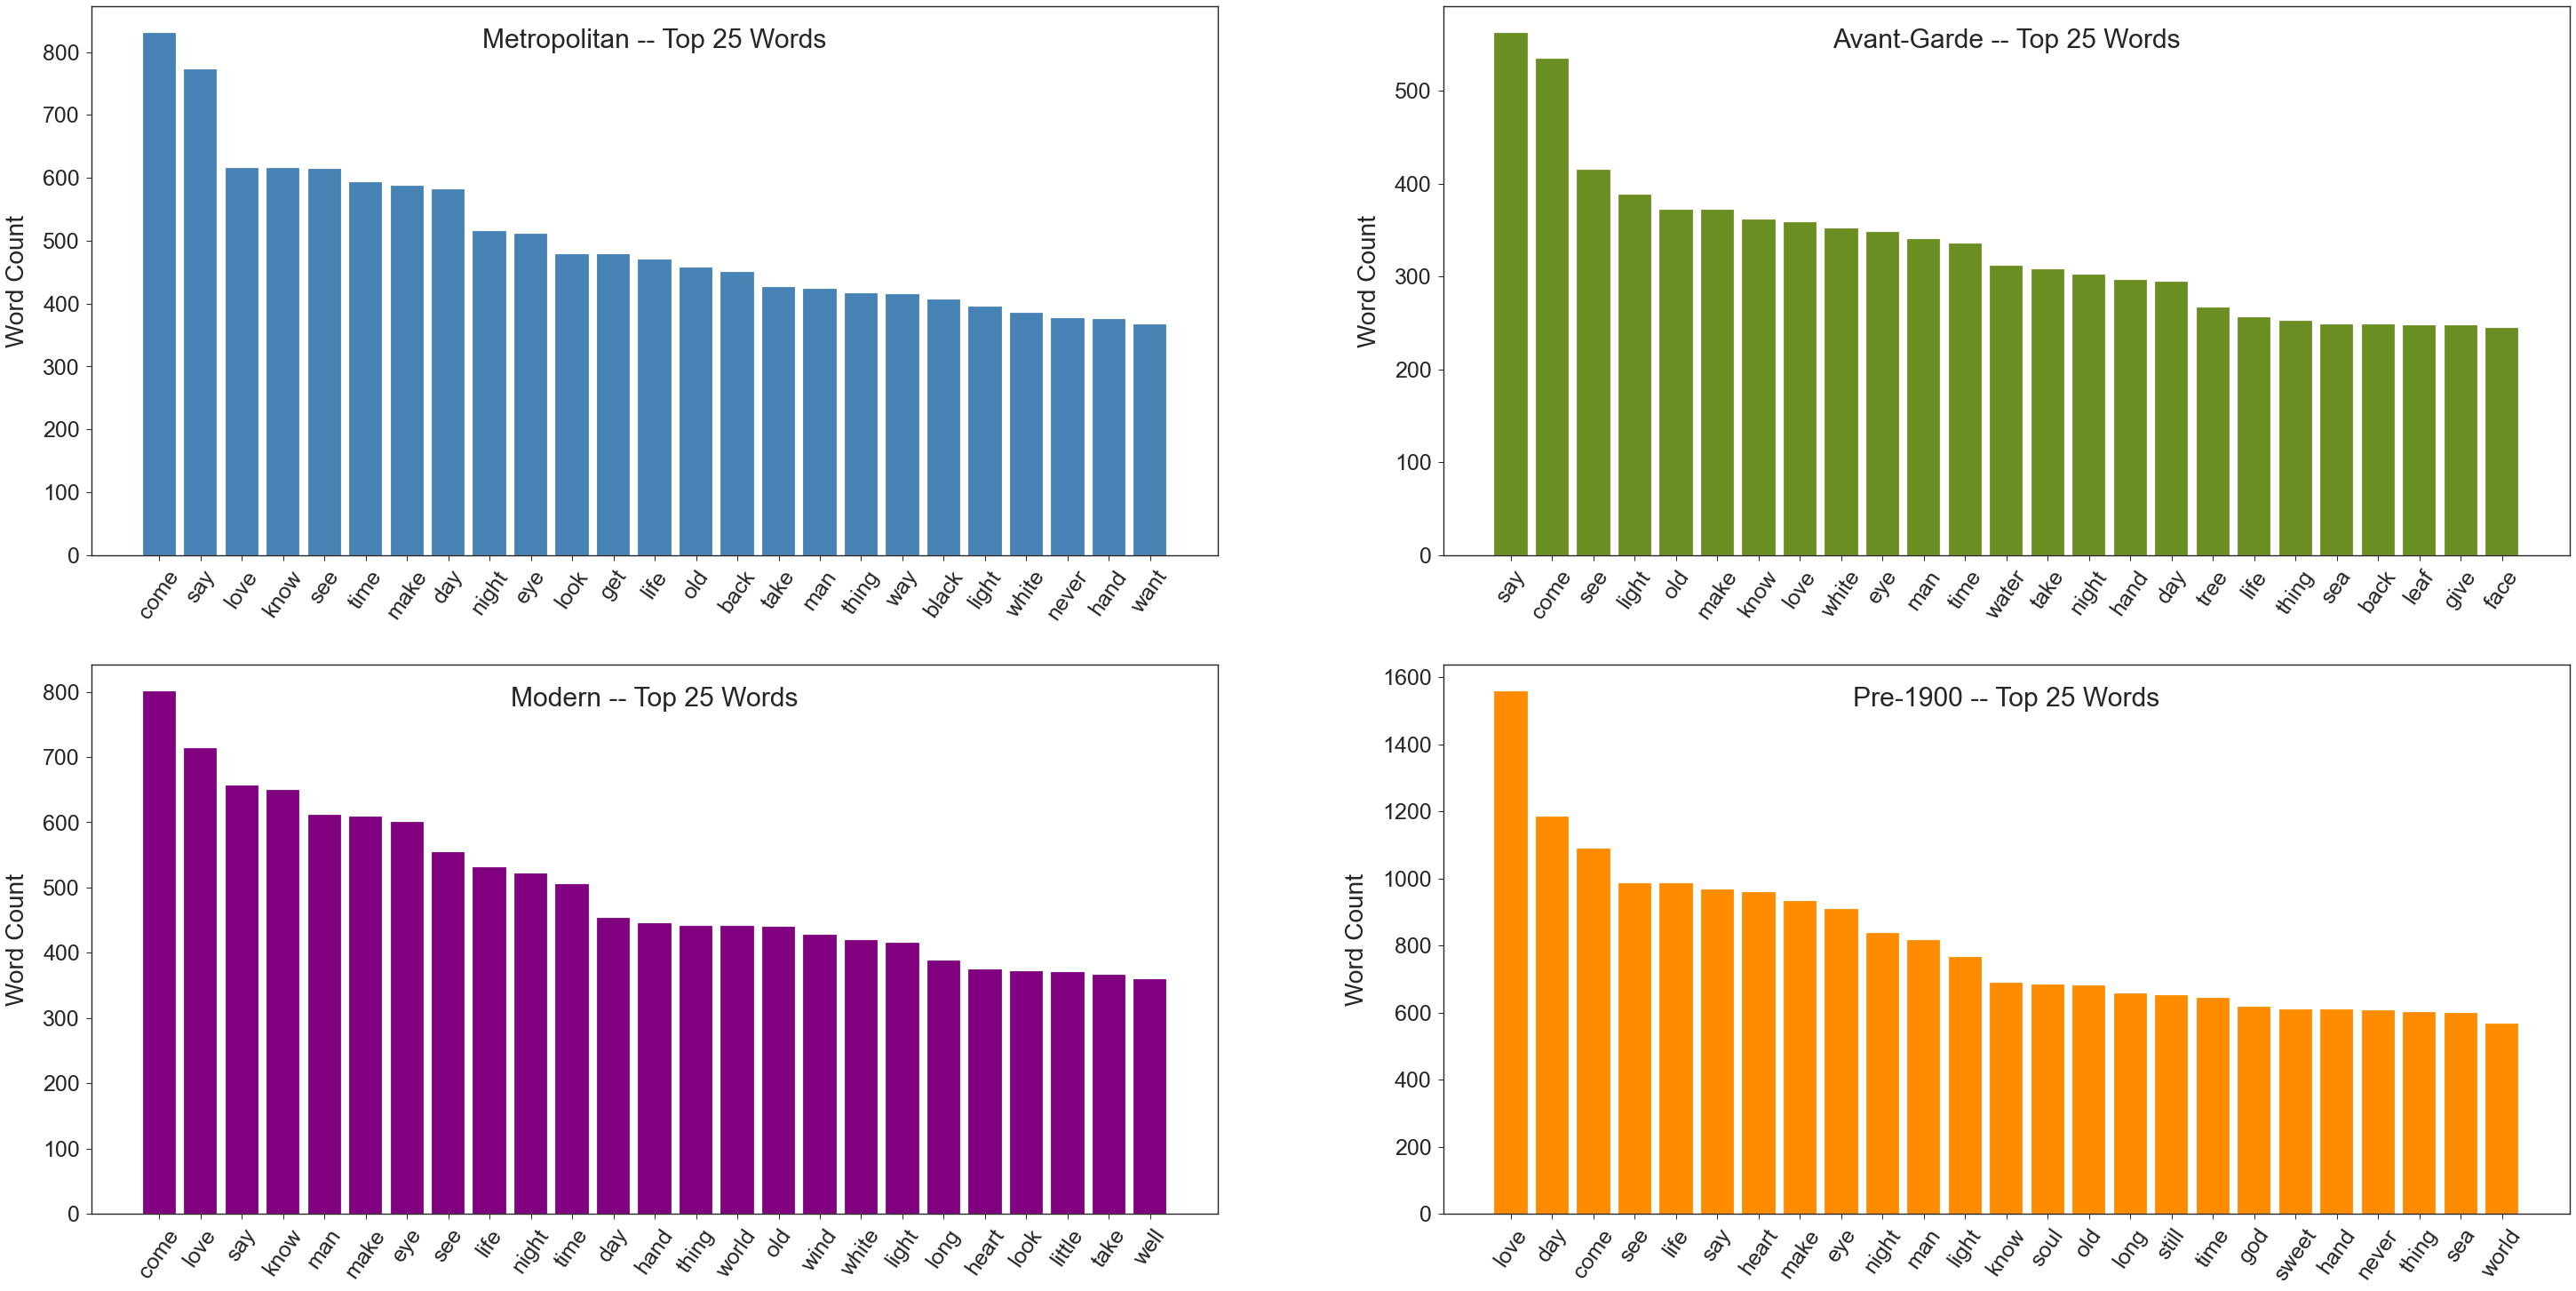 Metropolitan -- Top 25 Words
Word Count
800
700
600
500
400
300
200
100
0
come say love know see time make day night eye look get life old back take man thing way black light white never hand want
Avant-Garde -- Top 25 Words
Word Count
500
400
300
200
100
0
say come see light old make know love white eye man time water take night hand day tree life thing sea back leaf give face
Modern -- Top 25 Words
Word Count
800
700
600
500
400
300
200
100
0
come love say know man make eye see life night time day hand thing world old wind white light long heart look little take well
Pre-1900 -- Top 25 Words
Word Count
1600
1400
1200
1000
800
600
400
200
0
love day come see life say heart make eye night man light know soul old long still time god sweet hand never thing sea world